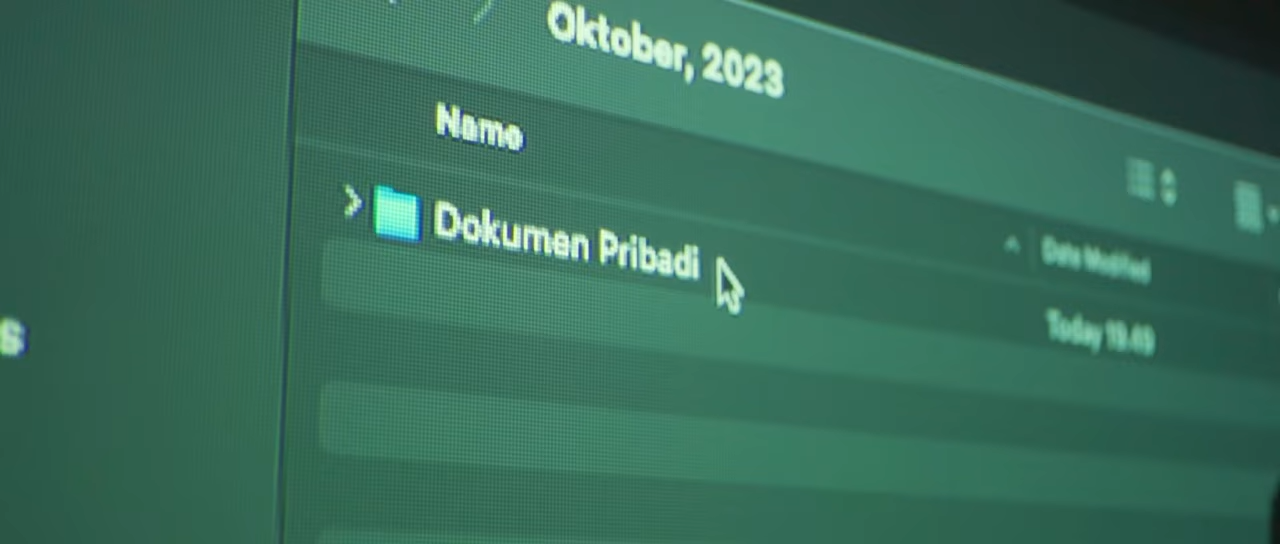 Oktober, 2023
Name
Date Modified
Dokumen Pribadi
Today 19.49
s